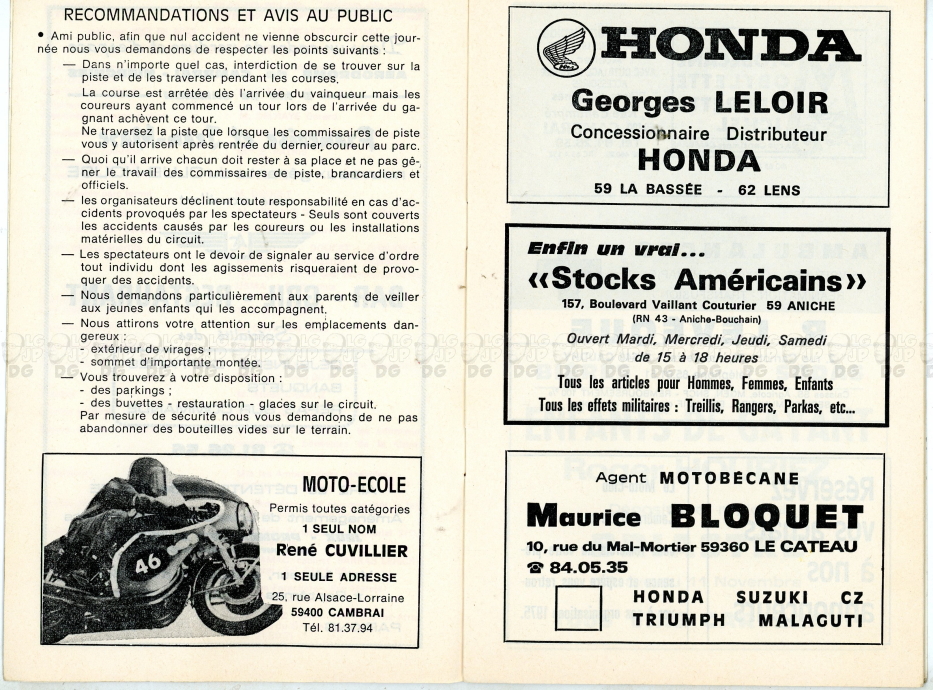 RECOMMANDATIONS ET AVIS AU PUBLIC
• Ami public, afin que nul accident ne vienne obscurcir cette jour-
née nous vous demandons de respecter les points suivants :
— Dans n'importe quel cas, interdiction de se trouver sur la
piste et de les traverser pendant les courses.
La course est arrêtée dès l'arrivée du vainqueur mais les
coureurs ayant commencé un tour lors de l'arrivée du ga-
gnant achèvent ce tour.
Ne traversez la piste que lorsque les commissaires de piste
vous y autorisent après rentrée du dernier coureur au parc.
— Quoi qu'il arrive chacun doit rester à sa place et ne pas gê-
ner le travail des commissaires de piste, brancardiers et
officiels.
— les organisateurs déclinent toute responsabilité en cas d'ac-
cidents provoqués par les spectateurs - Seuls sont couverts
les accidents causés par les coureurs ou les installations
matérielles du circuit.
— Les spectateurs ont le devoir de signaler au service d'ordre
tout individu dont les agissements risqueraient de provo-
quer des accidents.
— Nous demandons particulièrement aux parents de veiller
aux jeunes enfants qui les accompagnent.
— Nous attirons votre attention sur les emplacements dan-
gereux :
- extérieur de virages ;
- sommet d'importante montée.
— Vous trouverez à votre disposition :
- des parkings ;
- des buvettes - restauration - glaces sur le circuit.
Par mesure de sécurité nous vous demandons de ne pas
abandonner des bouteilles vides sur le terrain.
46
MOTO-ECOLE
Permis toutes catégories
1 SEUL NOM
René CUVILLIER
1 SEULE ADRESSE
25, rue Alsace-Lorraine
59400 CAMBRAI
Tél. 81.37.94
HONDA
Georges LELOIR
Concessionnaire Distributeur
HONDA
59 LA BASSÉE - 62 LENS
Enfin un vrai...
«Stocks Américains»
157, Boulevard Vaillant Couturier 59 ANICHE
(RN 43 - Aniche-Bouchain)
Ouvert Mardi, Mercredi, Jeudi, Samedi
de 15 à 18 heures
Tous les articles pour Hommes, Femmes, Enfants
Tous les effets militaires : Treillis, Rangers, Parkas, etc...
Agent MOTOBECANE
Maurice BLOQUET
10, rue du Mal-Mortier 59360 LE CATEAU
☎ 84.05.35
HONDA SUZUKI CZ
TRIUMPH MALAGUTI